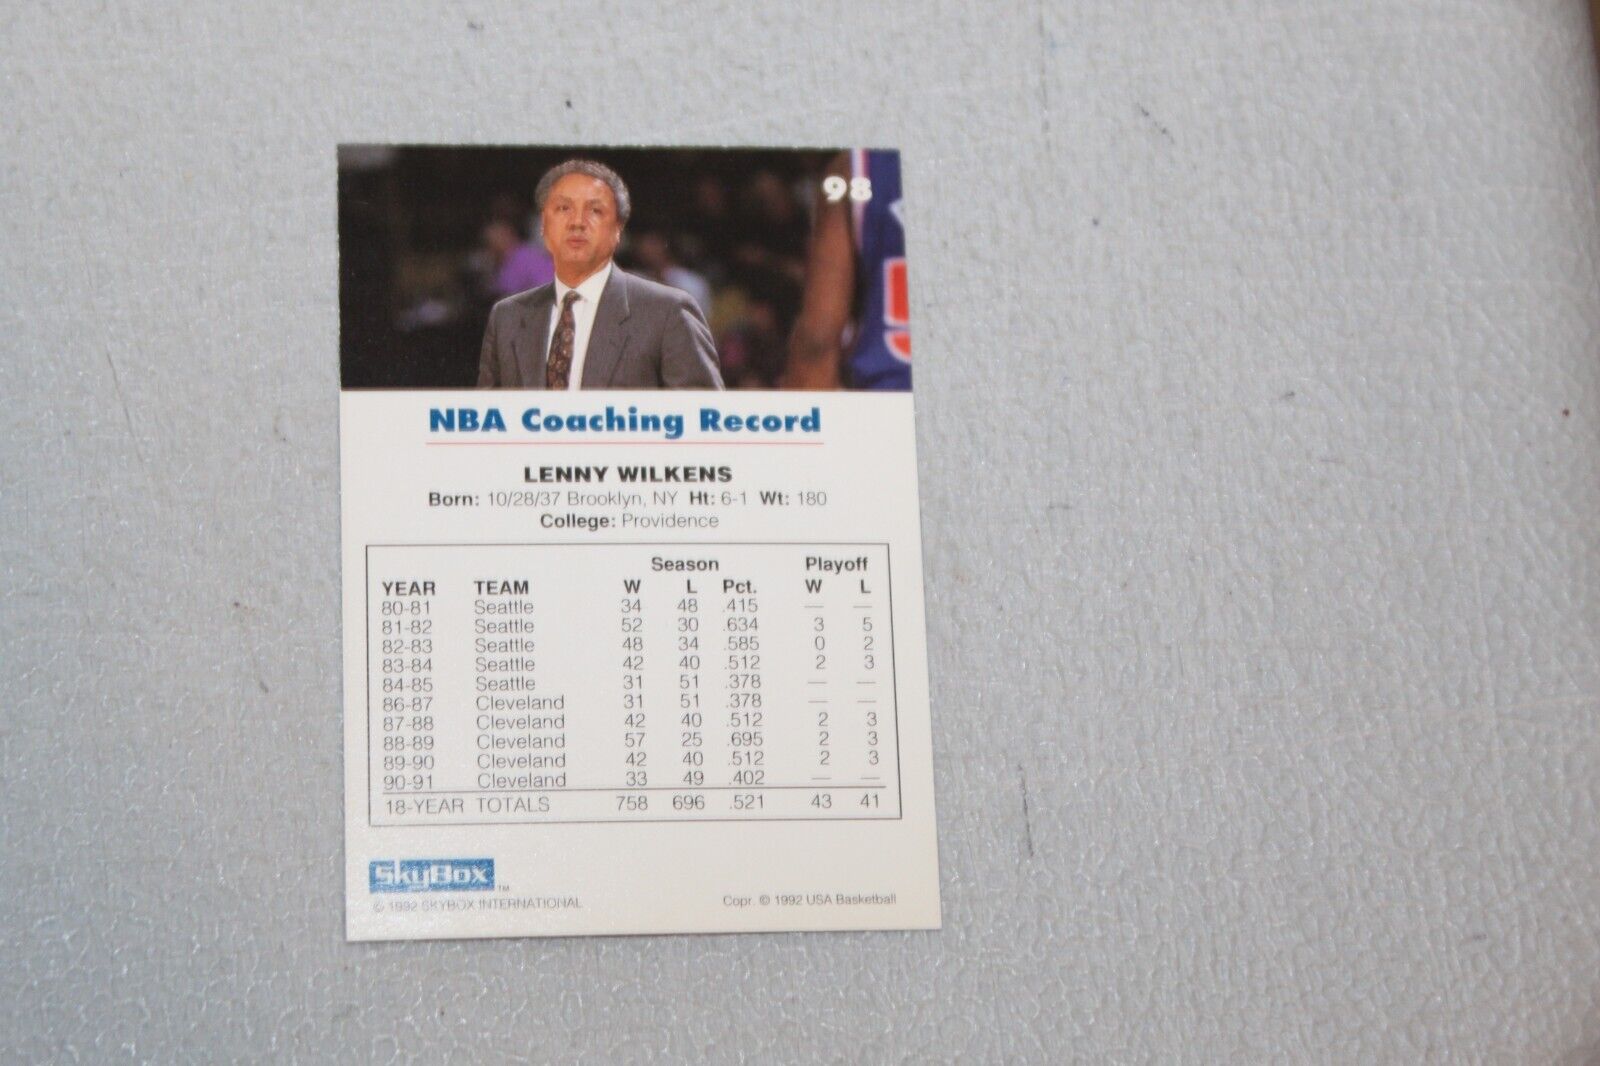 98
NBA Coaching Record
LENNY WILKENS
Born: 10/28/37 Brooklyn, NY Ht: 6-1 Wt: 180
College: Providence
Season Playoff
YEAR TEAM W L Pct. W L
80-81 Seattle 34 48 .415 — —
81-82 Seattle 52 30 .634 3 5
82-83 Seattle 48 34 .585 0 2
83-84 Seattle 42 40 .512 2 3
84-85 Seattle 31 51 .378 — —
86-87 Cleveland 31 51 .378 — —
87-88 Cleveland 42 40 .512 2 3
88-89 Cleveland 57 25 .695 2 3
89-90 Cleveland 42 40 .512 2 3
90-91 Cleveland 33 49 .402 — —
18-YEAR TOTALS 758 696 .521 43 41
SkyBox™
© 1992 SKYBOX INTERNATIONAL Copr. © 1992 USA Basketball